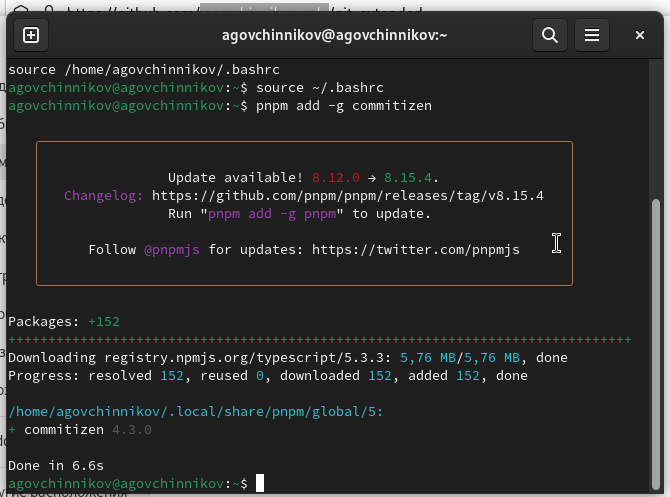 agovchinnikov@agovchinnikov:~
source /home/agovchinnikov/.bashrc
agovchinnikov@agovchinnikov:~$ source ~/.bashrc
agovchinnikov@agovchinnikov:~$ pnpm add -g commitizen
Update available! 8.12.0 → 8.15.4.
Changelog: https://github.com/pnpm/pnpm/releases/tag/v8.15.4
Run "pnpm add -g pnpm" to update.
Follow @pnpmjs for updates: https://twitter.com/pnpmjs
Packages: +152
++++++++++++++++++++++++++++++++++++++++++++++++++++++++++++++++++++++++++++++
Downloading registry.npmjs.org/typescript/5.3.3: 5,76 MB/5,76 MB, done
Progress: resolved 152, reused 0, downloaded 152, added 152, done
/home/agovchinnikov/.local/share/pnpm/global/5:
+ commitizen 4.3.0
Done in 6.6s
agovchinnikov@agovchinnikov:~$